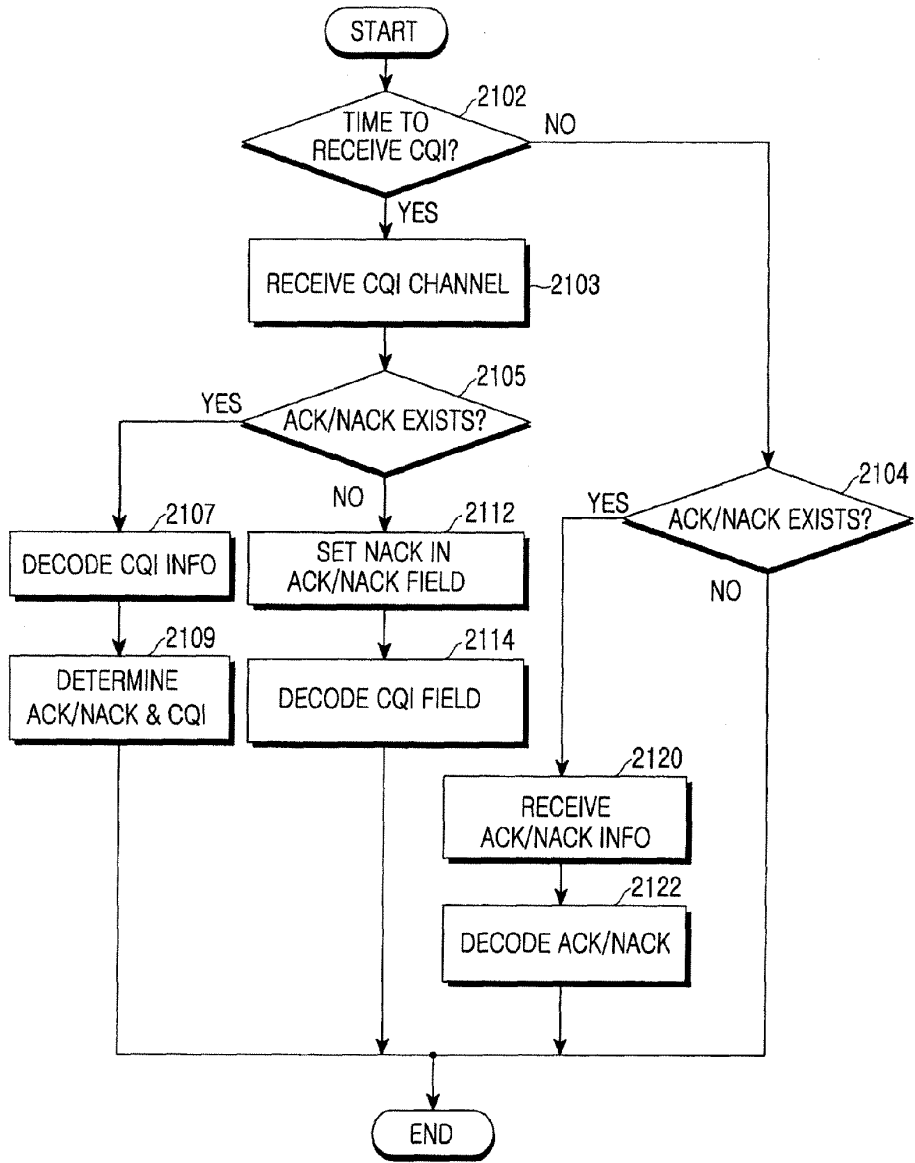 START
2102
TIME TO
RECEIVE CQI?
NO
YES
RECEIVE CQI CHANNEL
2103
2105
YES
ACK/NACK EXISTS?
NO
2104
YES
ACK/NACK EXISTS?
NO
2107
DECODE CQI INFO
2112
SET NACK IN
ACK/NACK FIELD
2109
DETERMINE
ACK/NACK & CQI
2114
DECODE CQI FIELD
2120
RECEIVE
ACK/NACK INFO
2122
DECODE ACK/NACK
END